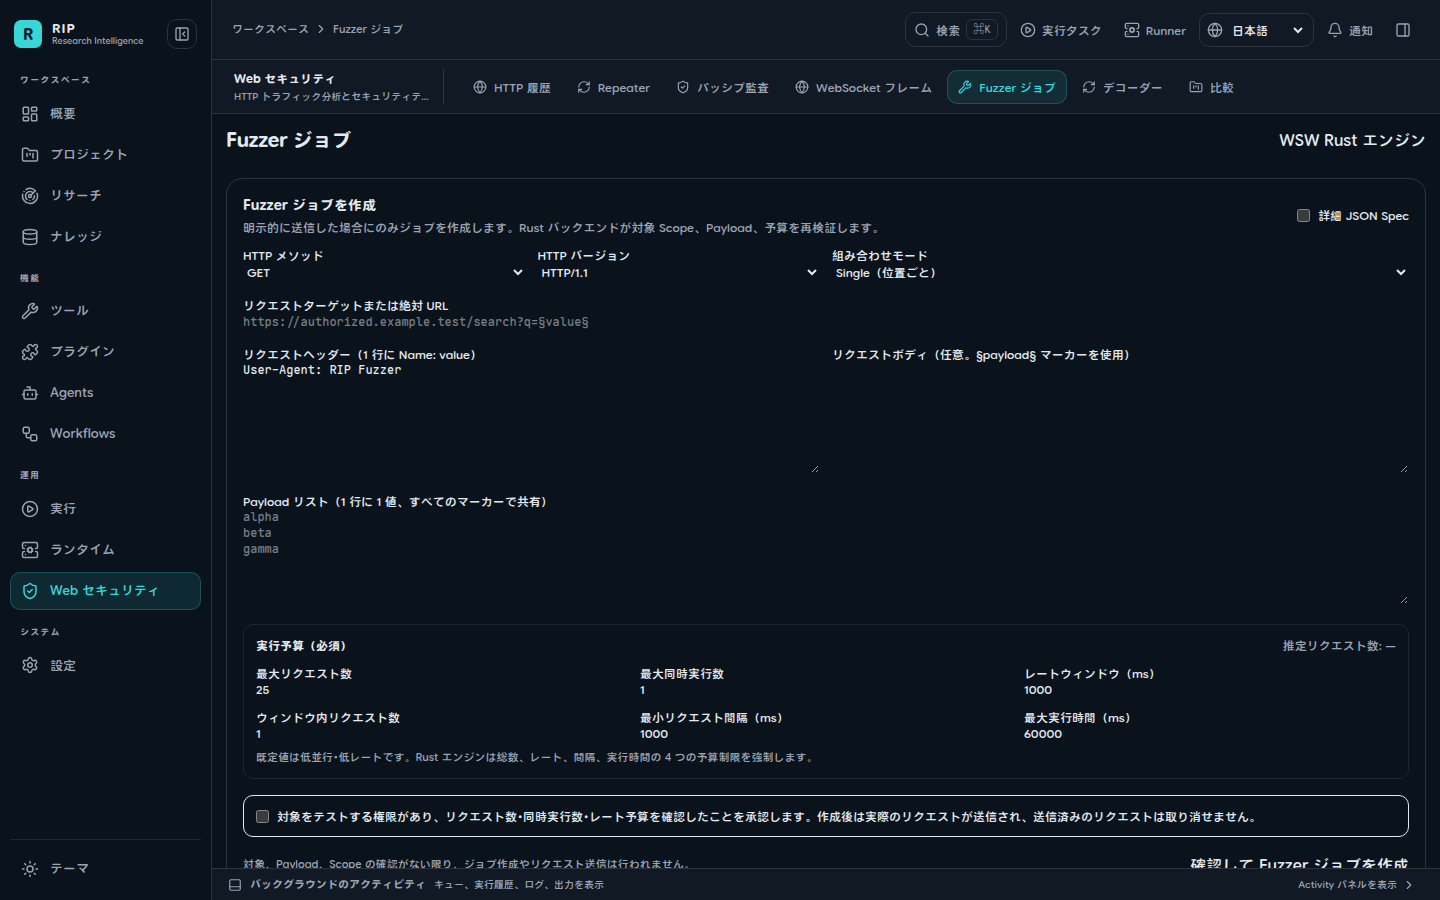 RIP
Research Intelligence
ワークスペース
概要
プロジェクト
リサーチ
ナレッジ
機能
ツール
プラグイン
Agents
Workflows
運用
実行
ランタイム
Web セキュリティ
システム
設定
テーマ
ワークスペース > Fuzzer ジョブ
検索 ⌘K
実行タスク
Runner
日本語
通知
Web セキュリティ
HTTP トラフィック分析とセキュリティテ...
HTTP 履歴
Repeater
パッシブ監査
WebSocket フレーム
Fuzzer ジョブ
デコーダー
比較
Fuzzer ジョブ
WSW Rust エンジン
Fuzzer ジョブを作成
明示的に送信した場合にのみジョブを作成します。Rust バックエンドが対象 Scope、Payload、予算を再検証します。
詳細 JSON Spec
HTTP メソッド
GET
HTTP バージョン
HTTP/1.1
組み合わせモード
Single（位置ごと）
リクエストターゲットまたは絶対 URL
https://authorized.example.test/search?q=§value§
リクエストヘッダー（1 行に Name: value）
User-Agent: RIP Fuzzer
リクエストボディ（任意。§payload§ マーカーを使用）
Payload リスト（1 行に 1 値、すべてのマーカーで共有）
alpha
beta
gamma
実行予算（必須）
推定リクエスト数: —
最大リクエスト数
25
最大同時実行数
1
レートウィンドウ（ms）
1000
ウィンドウ内リクエスト数
1
最小リクエスト間隔（ms）
1000
最大実行時間（ms）
60000
既定値は低並行・低レートです。Rust エンジンは総数、レート、間隔、実行時間の 4 つの予算制限を強制します。
対象をテストする権限があり、リクエスト数・同時実行数・レート予算を確認したことを承認します。作成後は実際のリクエストが送信され、送信済みのリクエストは取り消せません。
対象、Payload、Scope の確認がない限り、ジョブ作成やリクエスト送信は行われません。
確認して Fuzzer ジョブを作成
バックグラウンドのアクティビティ キュー、実行履歴、ログ、出力を表示
Activity パネルを表示